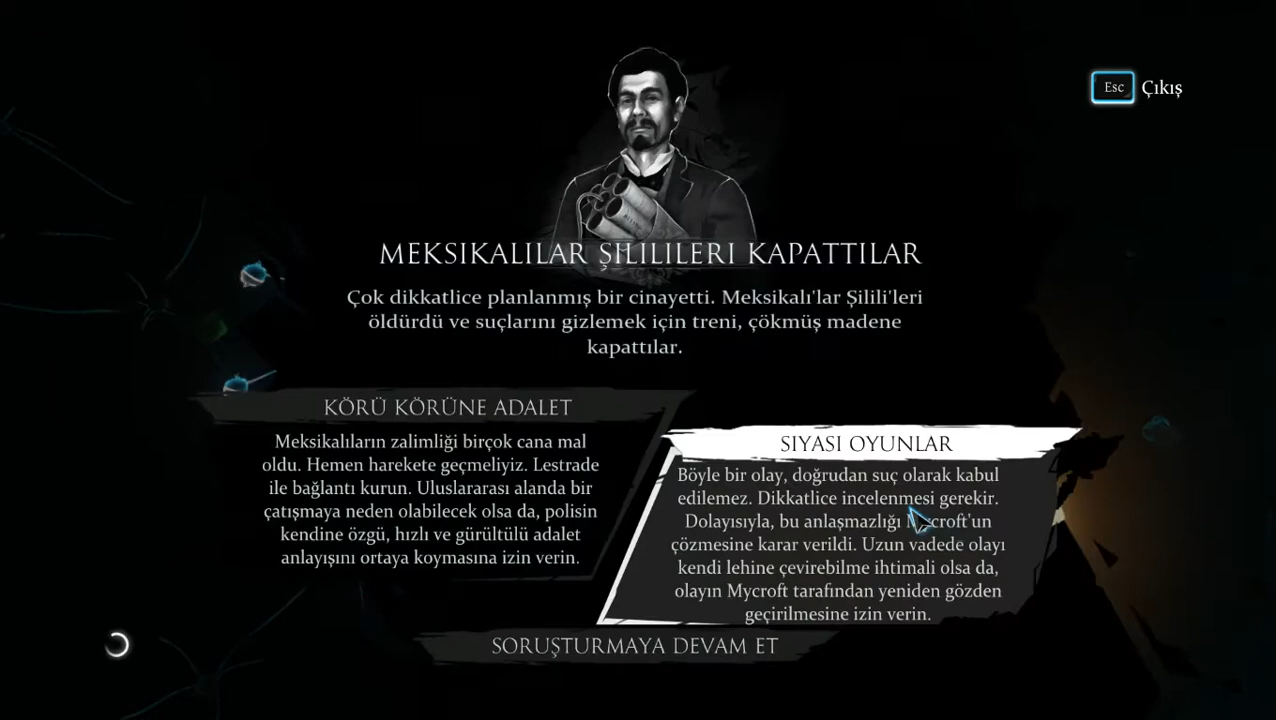 Esc Çıkış
MEKSIKALILAR ŞILILILERI KAPATTILAR
Çok dikkatlice planlanmış bir cinayetti. Meksikalı'lar Şilili'leri
öldürdü ve suçlarını gizlemek için treni, çökmüş madene
kapattılar.
KÖRÜ KÖRÜNE ADALET
Meksikalıların zalimliği birçok cana mal
oldu. Hemen harekete geçmeliyiz. Lestrade
ile bağlantı kurun. Uluslararası alanda bir
çatışmaya neden olabilecek olsa da, polisin
kendine özgü, hızlı ve gürültülü adalet
anlayışını ortaya koymasına izin verin.
SIYASI OYUNLAR
Böyle bir olay, doğrudan suç olarak kabul
edilemez. Dikkatlice incelenmesi gerekir.
Dolayısıyla, bu anlaşmazlığı Mycroft'un
çözmesine karar verildi. Uzun vadede olayı
kendi lehine çevirebilme ihtimali olsa da,
olayın Mycroft tarafından yeniden gözden
geçirilmesine izin verin.
SORUŞTURMAYA DEVAM ET